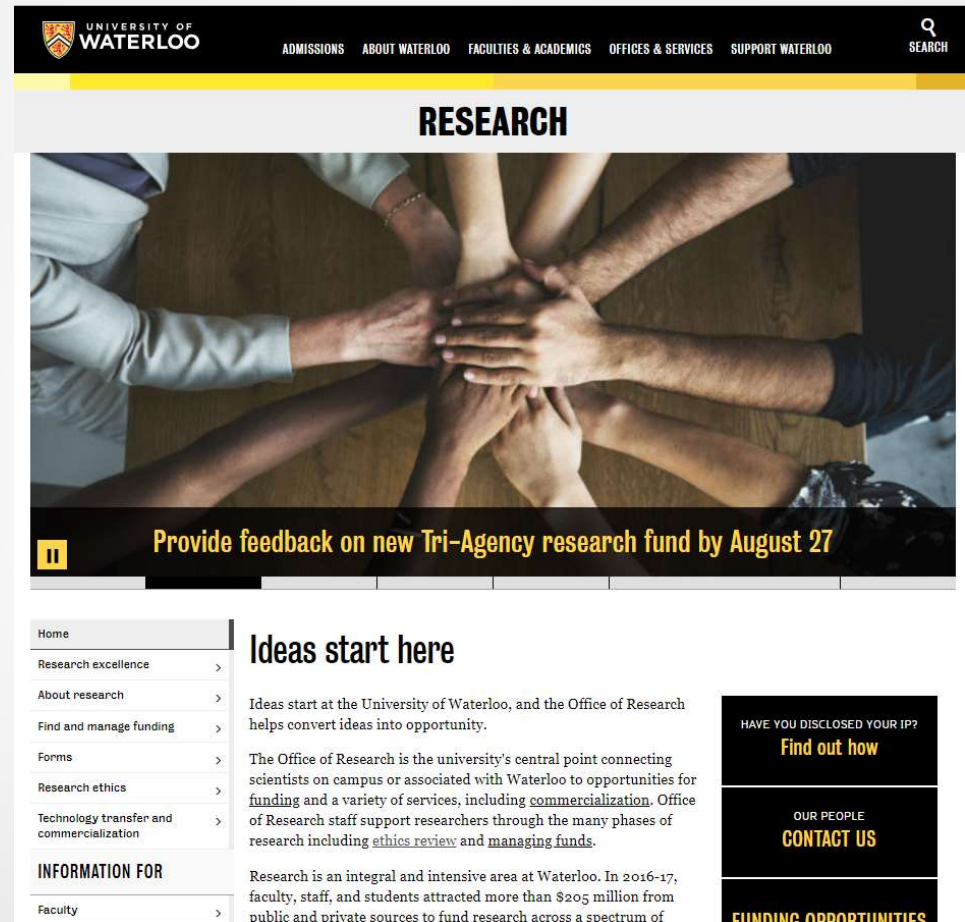 UNIVERSITY OF
WATERLOO
ADMISSIONS ABOUT WATERLOO FACULTIES & ACADEMICS OFFICES & SERVICES SUPPORT WATERLOO
SEARCH
RESEARCH
Provide feedback on new Tri-Agency research fund by August 27
Home
Research excellence
About research
Find and manage funding
Forms
Research ethics
Technology transfer and
commercialization
INFORMATION FOR
Faculty
Ideas start here
Ideas start at the University of Waterloo, and the Office of Research
helps convert ideas into opportunity.
The Office of Research is the university's central point connecting
scientists on campus or associated with Waterloo to opportunities for
funding and a variety of services, including commercialization. Office
of Research staff support researchers through the many phases of
research including ethics review and managing funds.
Research is an integral and intensive area at Waterloo. In 2016-17,
faculty, staff, and students attracted more than $205 million from
public and private sources to fund research across a spectrum of
HAVE YOU DISCLOSED YOUR IP?
Find out how
OUR PEOPLE
CONTACT US
FUNDING OPPORTUNITIES